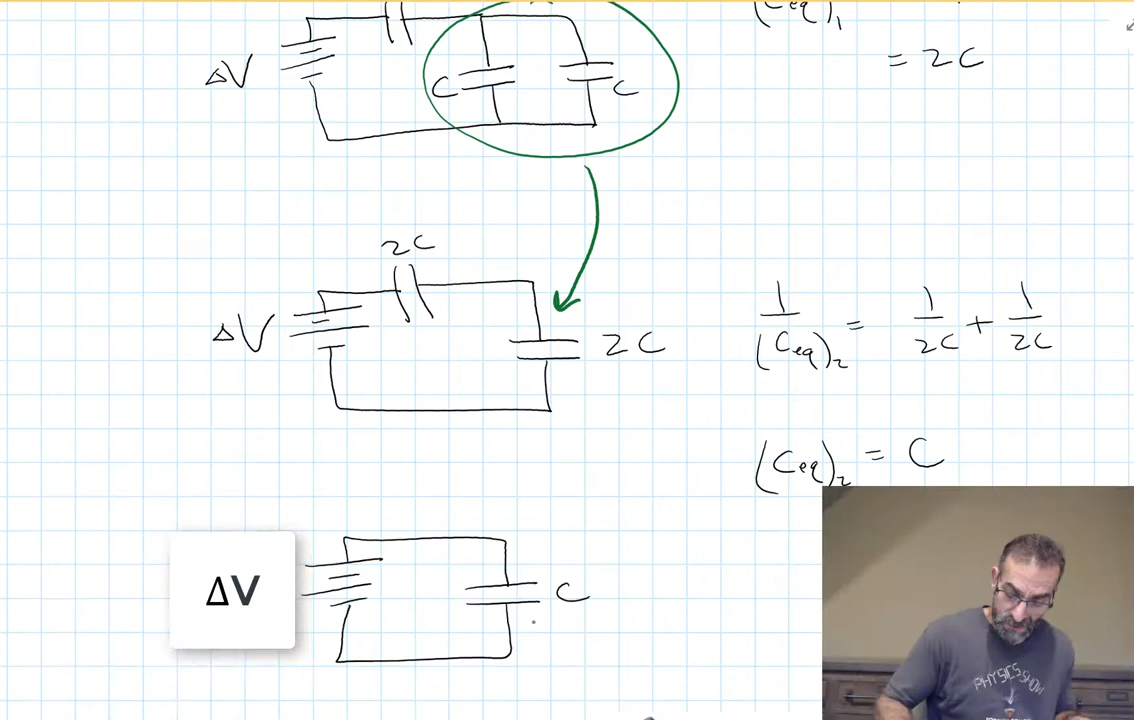 (Ceq)₁
= 2C
ΔV
C
C
2C
ΔV
2C
1/(Ceq)₂ = 1/2C + 1/2C
(Ceq)₂ = C
ΔV
C
PHYSICS SHOW